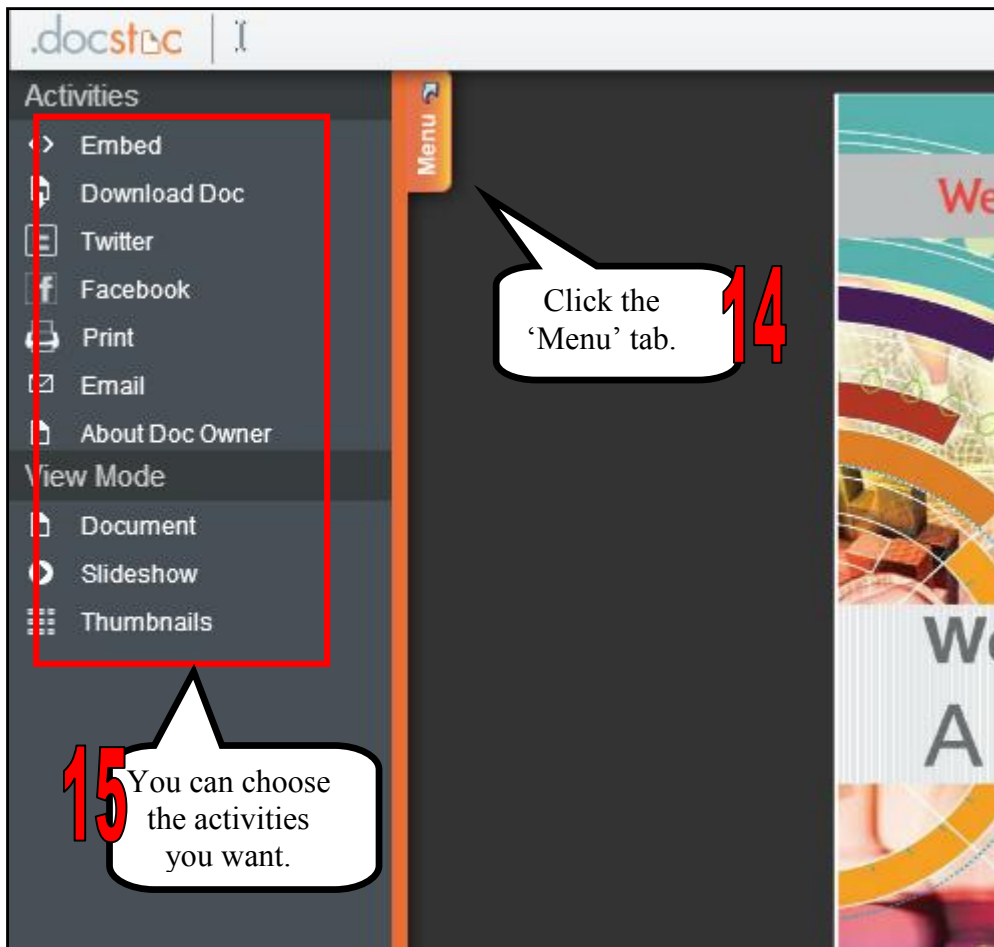 .docstoc
Activities
Embed
Download Doc
Twitter
Facebook
Print
Email
About Doc Owner
View Mode
Document
Slideshow
Thumbnails
Menu
Click the
‘Menu’ tab.
14
15
You can choose
the activities
you want.
We
We
A